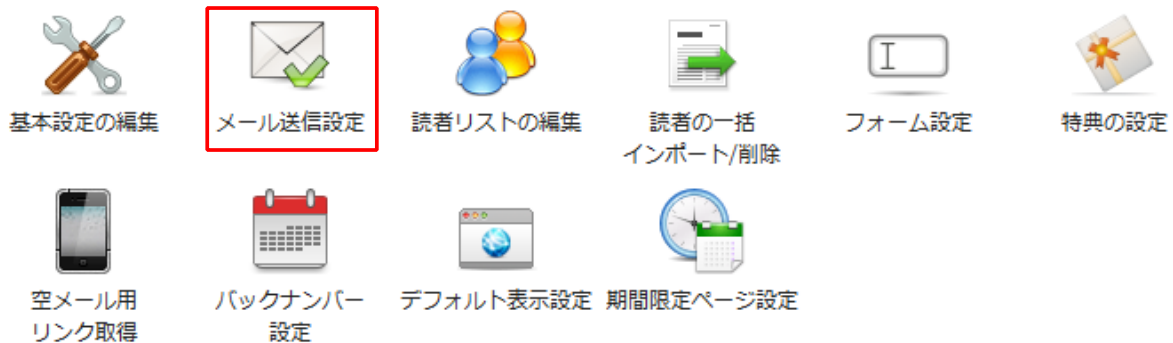 基本設定の編集
メール送信設定
読者リストの編集
読者の一括
インポート/削除
フォーム設定
特典の設定
空メール用
リンク取得
バックナンバー
設定
デフォルト表示設定
期間限定ページ設定